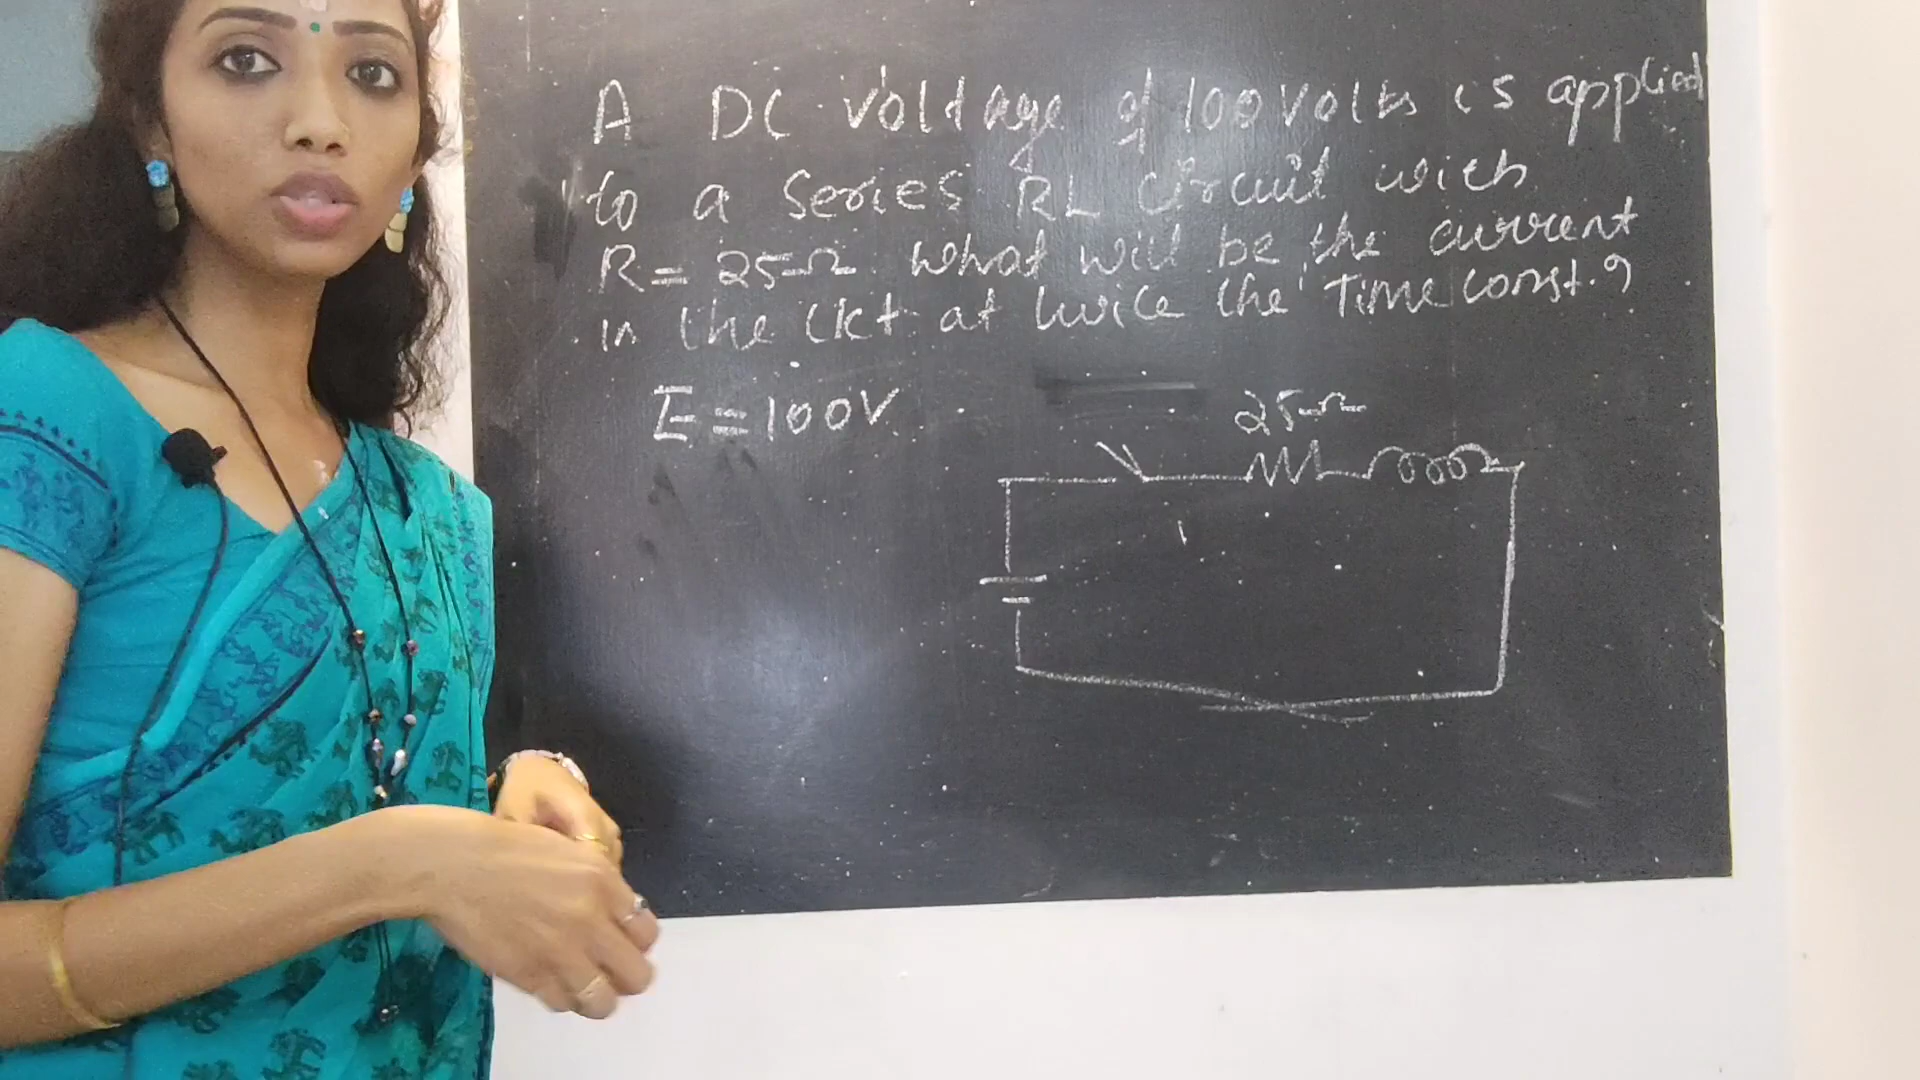 A DC voltage of 100 Volts is applied
to a series RL Circuit with
R = 25Ω. What will be the current
in the Ckt at twice the Time Const.?
E = 100V
25Ω